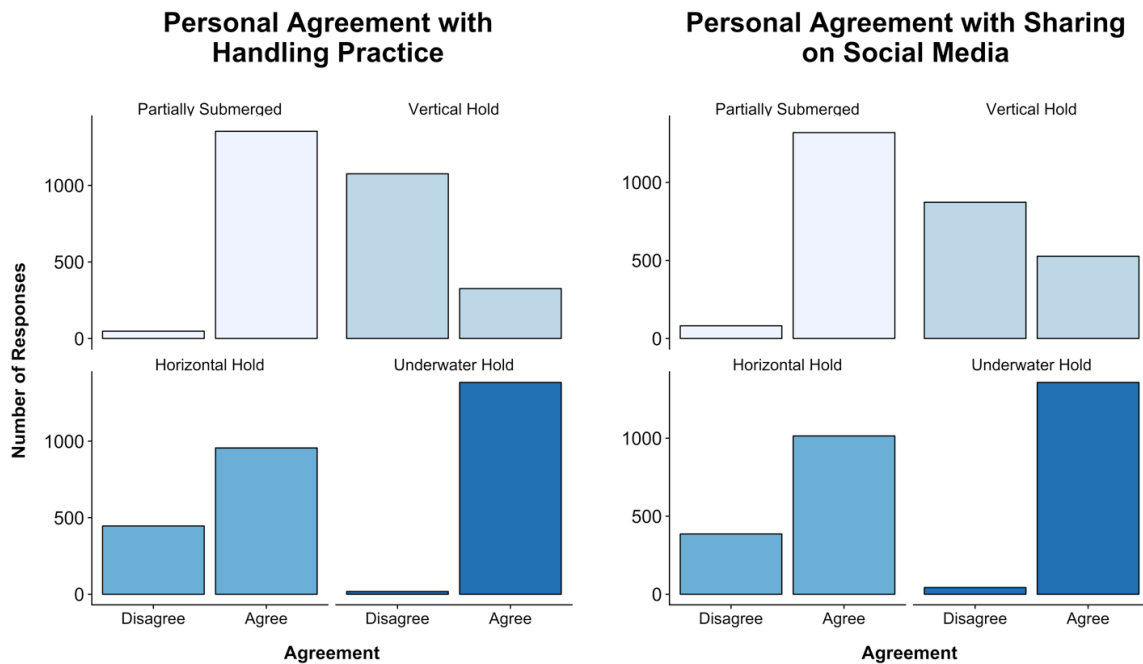 Personal Agreement with
Handling Practice
Partially Submerged
Vertical Hold
1000
500
0
Horizontal Hold
Underwater Hold
1000
500
0
Disagree
Agree
Disagree
Agree
Number of Responses
Agreement
Personal Agreement with Sharing
on Social Media
Partially Submerged
Vertical Hold
1000
500
0
Horizontal Hold
Underwater Hold
1000
500
0
Disagree
Agree
Disagree
Agree
Agreement